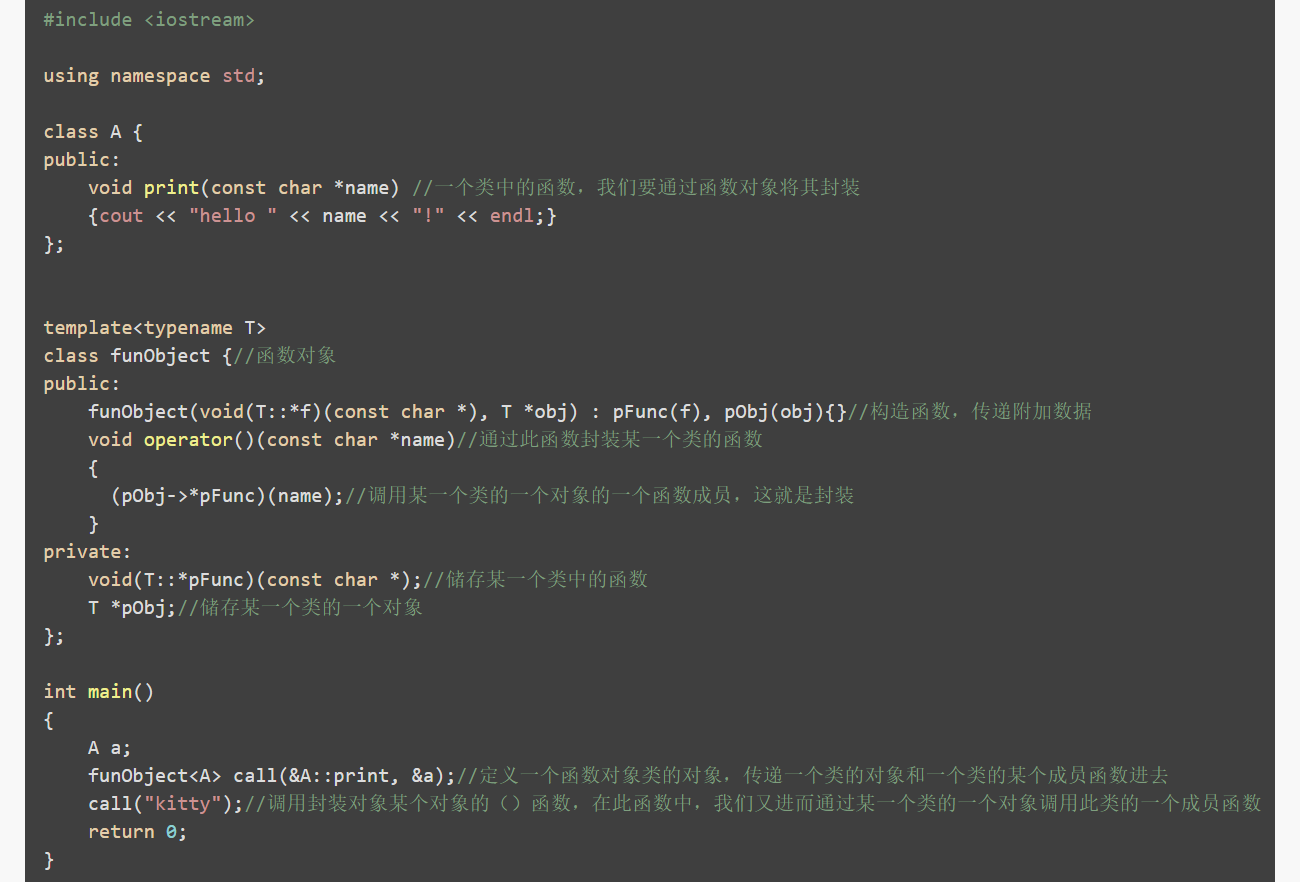 #include <iostream>
using namespace std;
class A {
public:
    void print(const char *name) //一个类中的函数，我们要通过函数对象将其封装
    {cout << "hello " << name << "!" << endl;}
};
template<typename T>
class funObject {//函数对象
public:
    funObject(void(T::*f)(const char *), T *obj) : pFunc(f), pObj(obj){}//构造函数，传递附加数据
    void operator()(const char *name)//通过此函数封装某一个类的函数
    {
      (pObj->*pFunc)(name);//调用某一个类的一个对象的一个函数成员，这就是封装
    }
private:
    void(T::*pFunc)(const char *);//储存某一个类中的函数
    T *pObj;//储存某一个类的一个对象
};
int main()
{
    A a;
    funObject<A> call(&A::print, &a);//定义一个函数对象类的对象，传递一个类的对象和一个类的某个成员函数进去
    call("kitty");//调用封装对象某个对象的（）函数，在此函数中，我们又进而通过某一个类的一个对象调用此类的一个成员函数
    return 0;
}